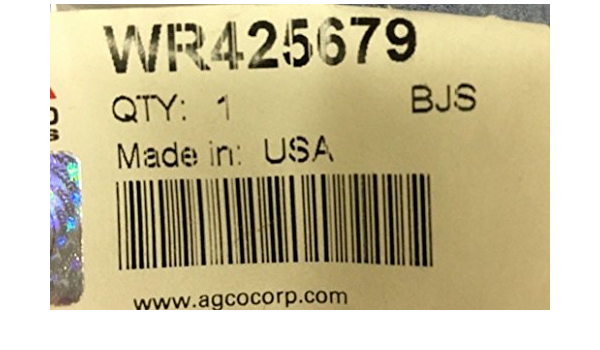 WR425679
QTY: 1 BJS
Made in: USA
www.agcocorp.com